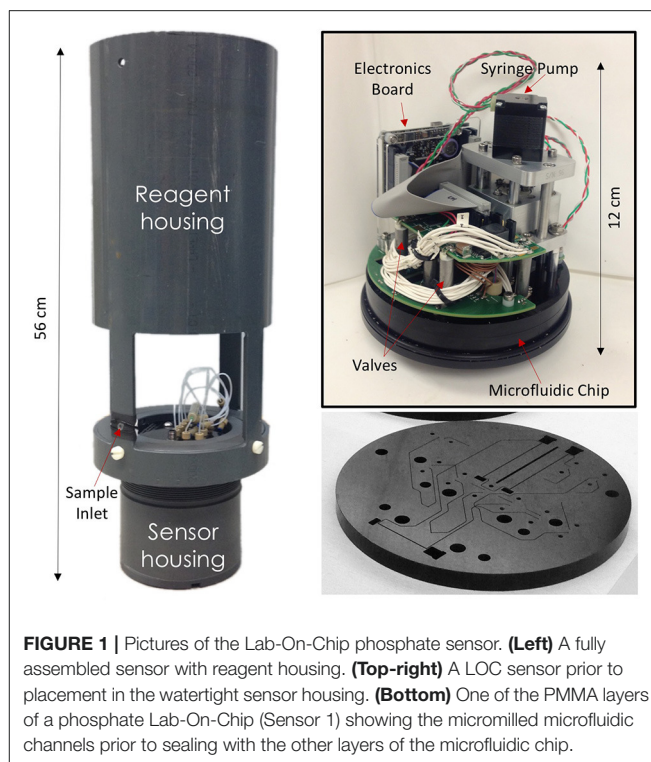 Reagent
housing
56 cm
Sample
Inlet
Sensor
housing
Electronics
Board
Syringe Pump
12 cm
Valves
Microfluidic Chip
FIGURE 1 | Pictures of the Lab-On-Chip phosphate sensor. (Left) A fully
assembled sensor with reagent housing. (Top-right) A LOC sensor prior to
placement in the watertight sensor housing. (Bottom) One of the PMMA layers
of a phosphate Lab-On-Chip (Sensor 1) showing the micromilled microfluidic
channels prior to sealing with the other layers of the microfluidic chip.